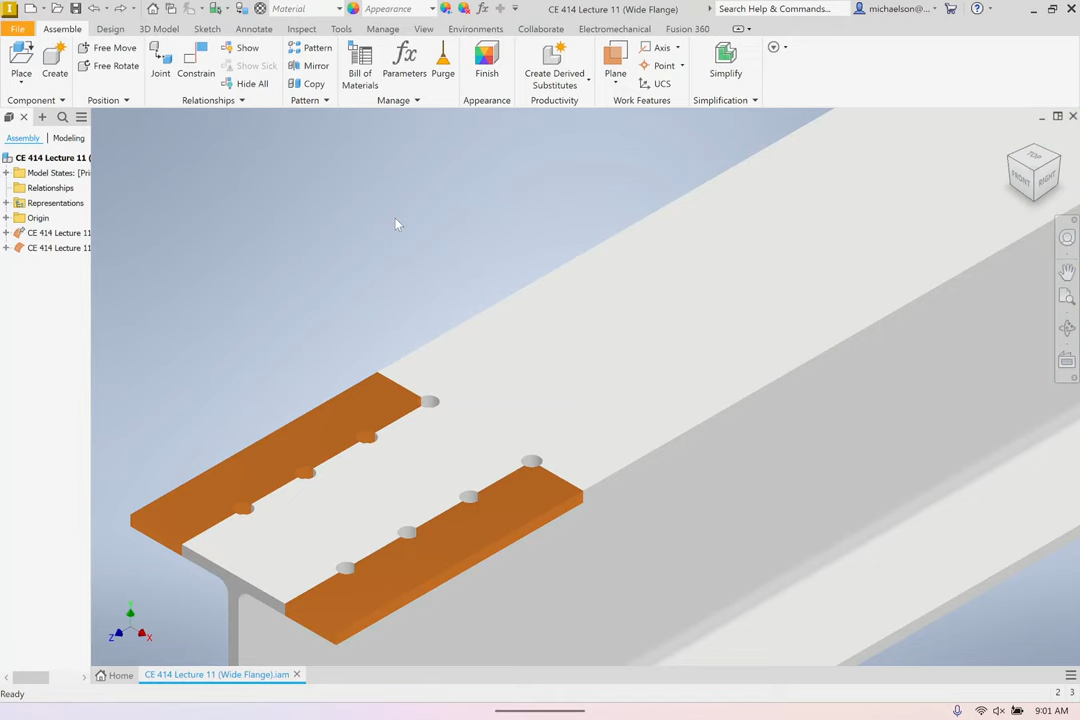 Material Appearance CE 414 Lecture 11 (Wide Flange) Search Help & Commands... michaelson@...
File Assemble Design 3D Model Sketch Annotate Inspect Tools Manage View Environments Collaborate Electromechanical Fusion 360
Place Create Free Move Free Rotate Joint Constrain Show Show Sick Hide All Pattern Mirror Copy Bill of Materials Parameters Purge Finish Create Derived Substitutes Plane Axis Point UCS Simplify
Component Position Relationships Pattern Manage Appearance Productivity Work Features Simplification
Assembly Modeling
CE 414 Lecture 11 (
Model States: [Pri
Relationships
Representations
Origin
CE 414 Lecture 11
CE 414 Lecture 11
TOP
FRONT RIGHT
Y
Z X
Home CE 414 Lecture 11 (Wide Flange).iam
Ready 2 3
9:01 AM